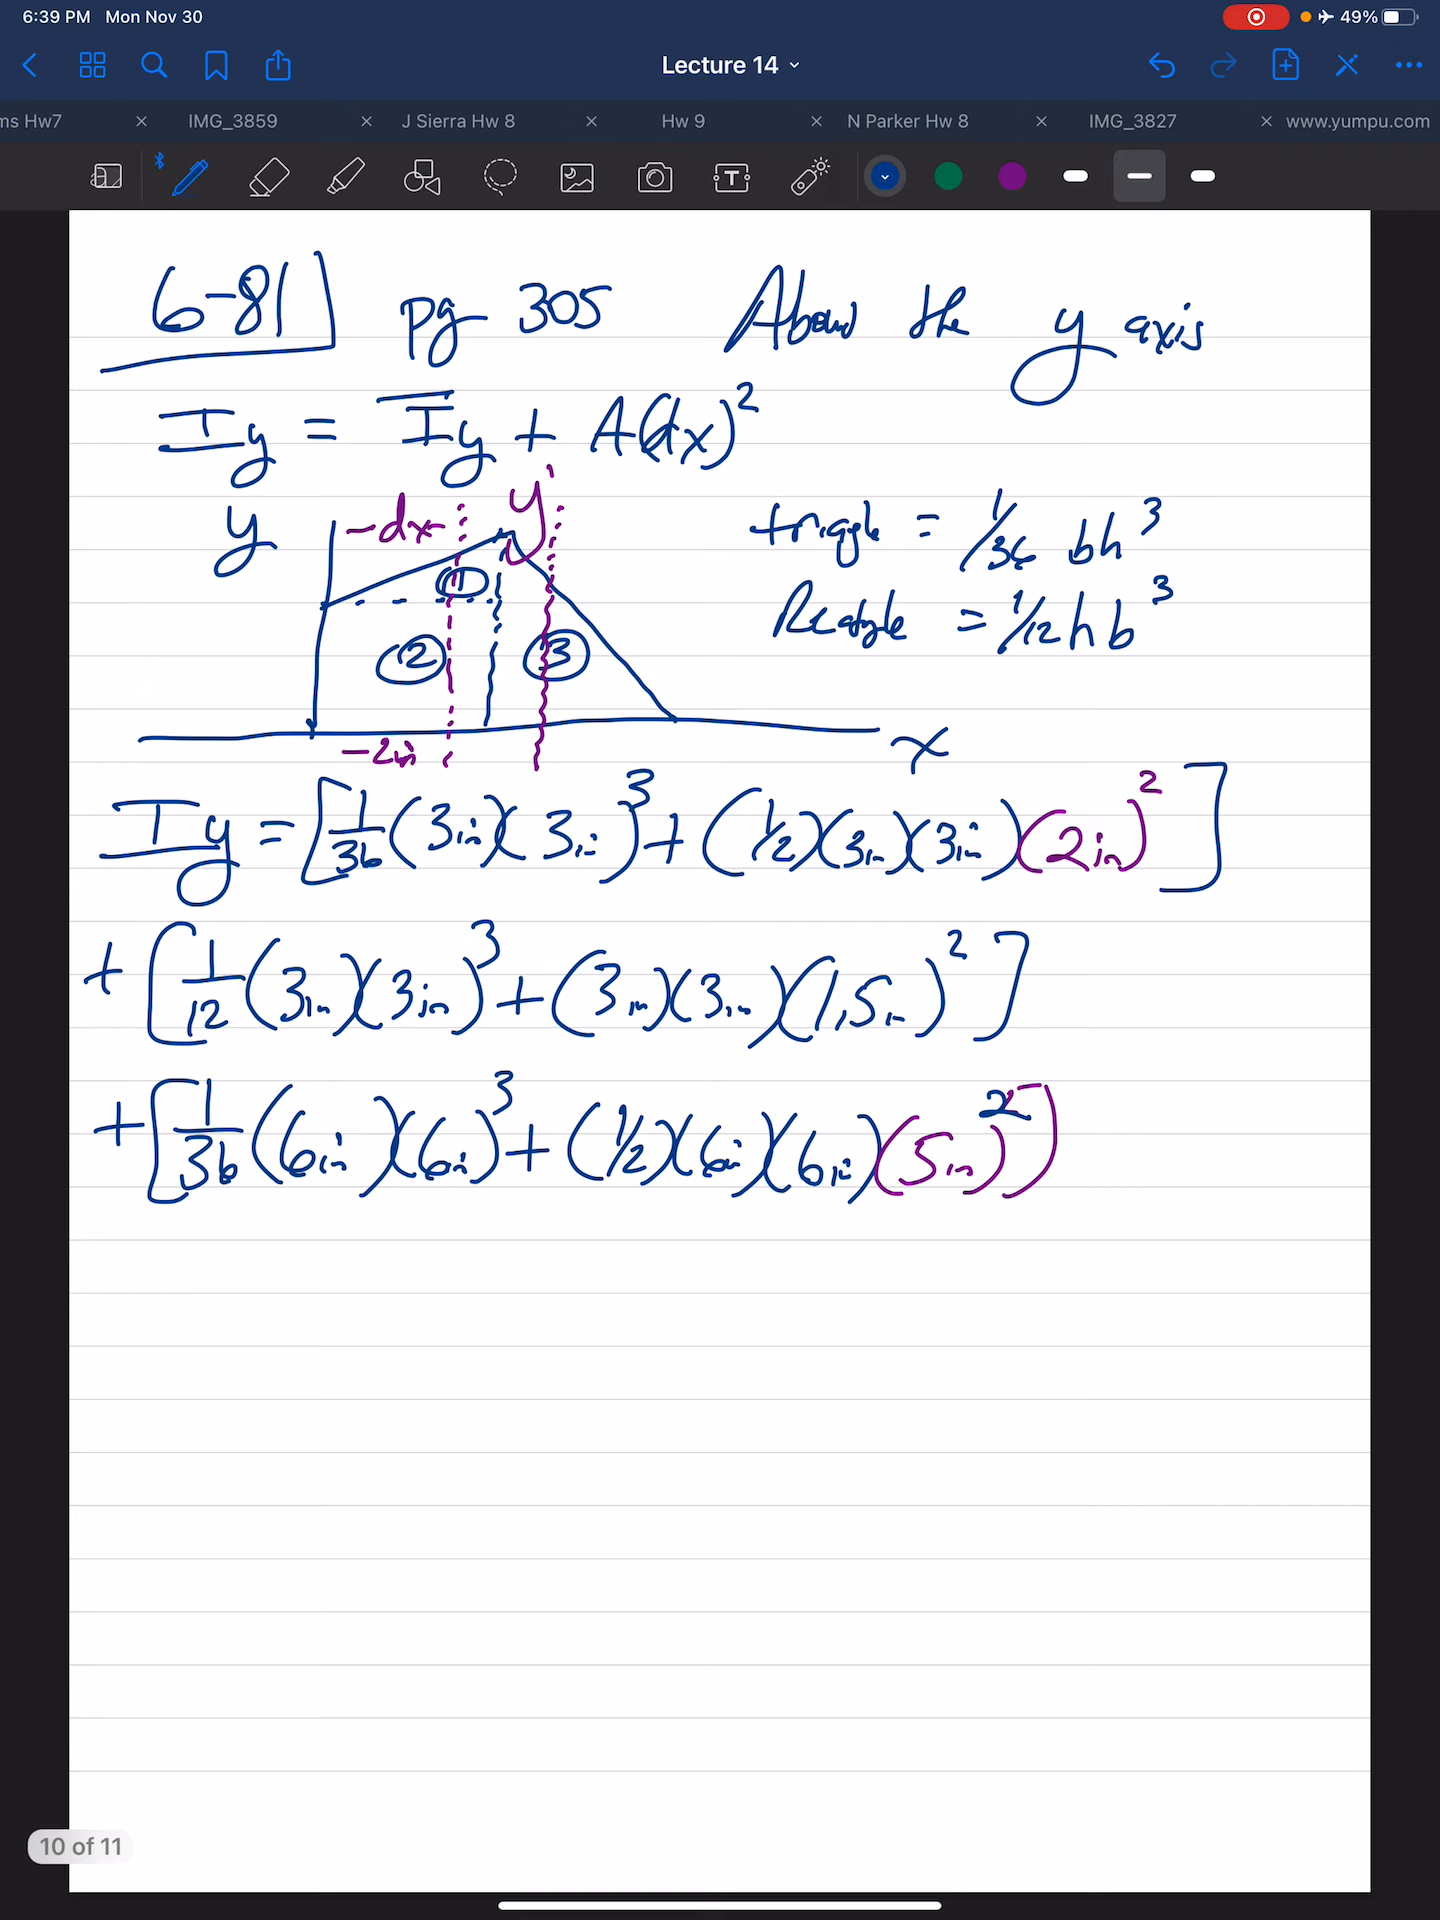 6:39 PM Mon Nov 30
49%
Lecture 14
ms Hw7 × IMG_3859 × J Sierra Hw 8 × Hw 9 × N Parker Hw 8 × IMG_3827 × www.yumpu.com
T
6-81 pg 305 About the y axis
Iy = Īy + A(dx)²
y -dx y'
triangle = 1/36 bh³
Rectangle = 1/12 hb³
①
② ③
-2in
x
Iy = [1/36 (3in)(3in)³ + (1/2)(3in)(3in)(2in)²]
+ [1/12 (3in)(3in)³ + (3in)(3in)(1,5in)²]
+ [1/36 (6in)(6in)³ + (1/2)(6in)(6in)(5in)²]
10 of 11